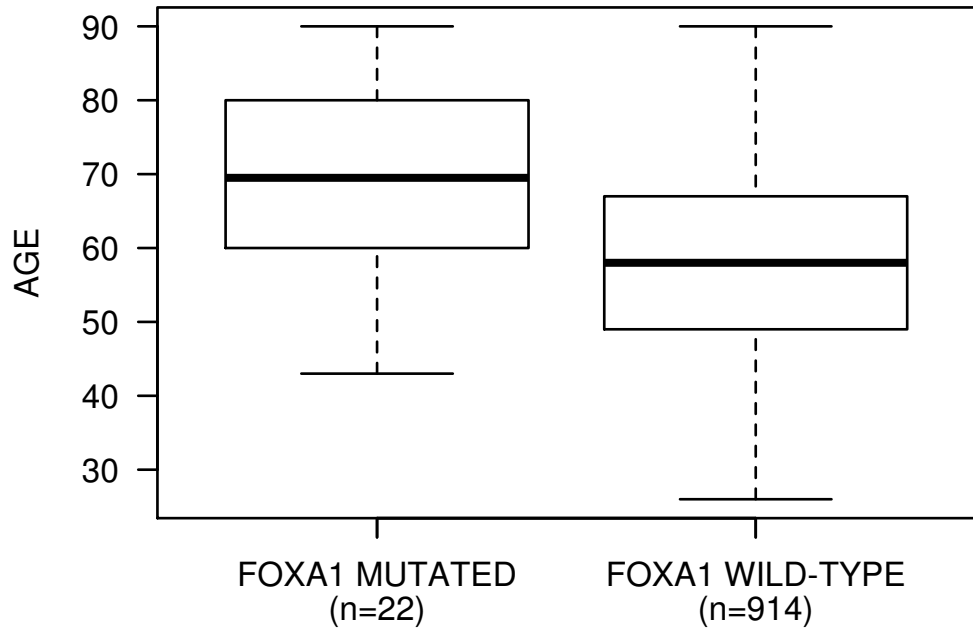 90
80
70
60
50
40
30
AGE
FOXA1 MUTATED
(n=22)
FOXA1 WILD-TYPE
(n=914)